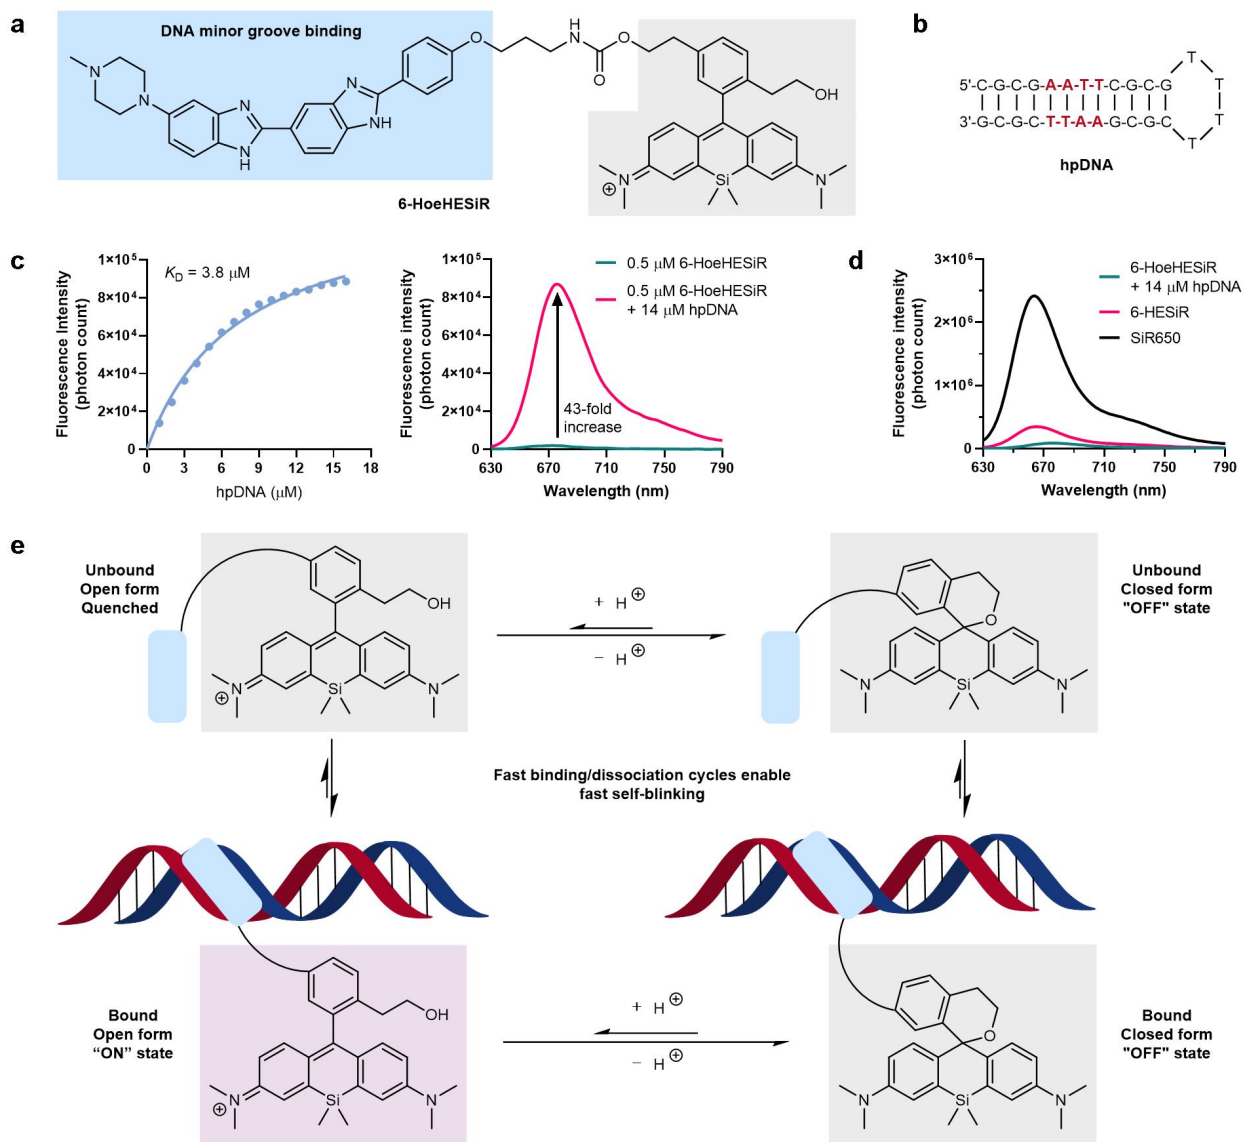 a
DNA minor groove binding
H
N
O
O
O
CH3
N
N
N
N
H
N
N
H
OH
N
⊕
Si
N
6-HoeHESiR
b
5'-C-G-C-G-A-A-T-T-C-G-C-G
3'-G-C-G-C-T-T-A-A-G-C-G-C
T
T
T
T
hpDNA
c
Fluorescence Intensity
(photon count)
1×10⁵
8×10⁴
6×10⁴
4×10⁴
2×10⁴
0
KD = 3.8 μM
0 3 6 9 12 15 18
hpDNA (μM)
Fluorescence intensity
(photon count)
1×10⁵
8×10⁴
6×10⁴
4×10⁴
2×10⁴
0
0.5 μM 6-HoeHESiR
0.5 μM 6-HoeHESiR
+ 14 μM hpDNA
43-fold
increase
630 670 710 750 790
Wavelength (nm)
d
Fluorescence intensity
(photon count)
3×10⁶
2×10⁶
1×10⁶
0
6-HoeHESiR
+ 14 μM hpDNA
6-HESiR
SiR650
630 670 710 750 790
Wavelength (nm)
e
Unbound
Open form
Quenched
OH
N
⊕
Si
N
+ H⊕
− H⊕
O
N
Si
N
Unbound
Closed form
"OFF" state
Fast binding/dissociation cycles enable
fast self-blinking
Bound
Open form
“ON” state
OH
N
⊕
Si
N
+ H⊕
− H⊕
O
N
Si
N
Bound
Closed form
"OFF" state